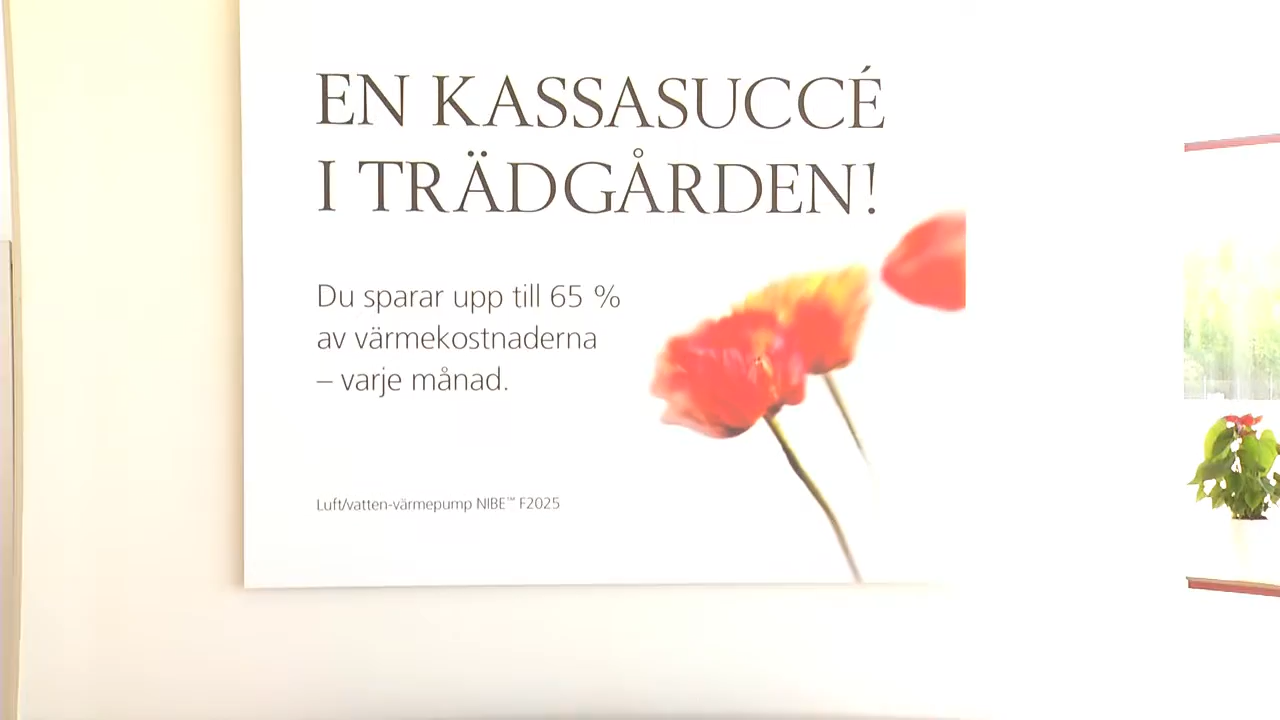 EN KASSASUCCÉ
I TRÄDGÅRDEN!
Du sparar upp till 65 %
av värmekostnaderna
– varje månad.
Luft/vatten-värmepump NIBE™ F2025